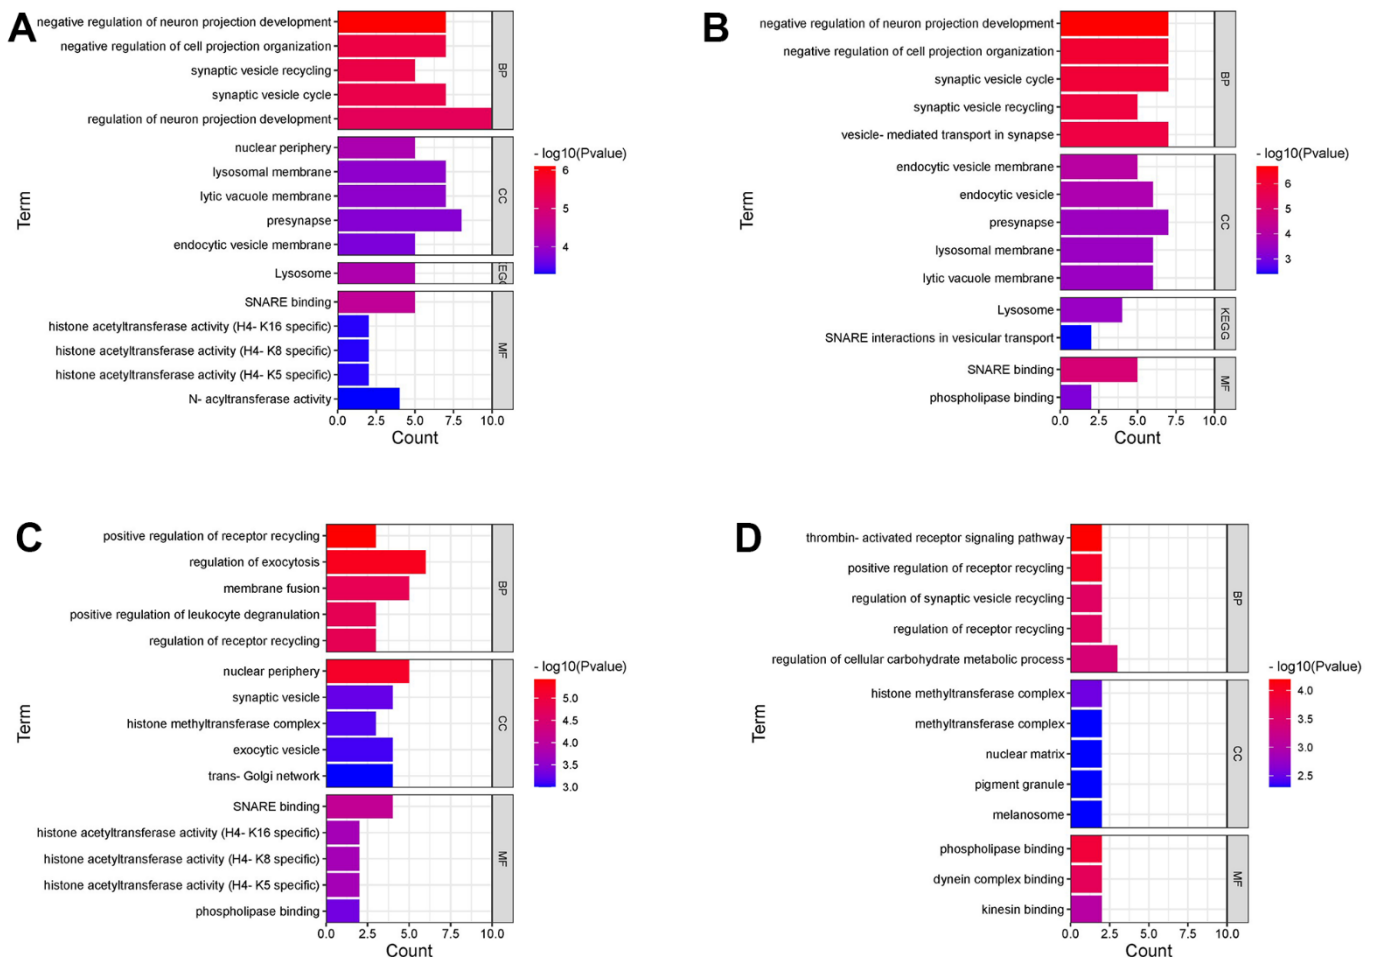 A
negative regulation of neuron projection development
negative regulation of cell projection organization
synaptic vesicle recycling
synaptic vesicle cycle
regulation of neuron projection development
BP
nuclear periphery
lysosomal membrane
lytic vacuole membrane
presynapse
endocytic vesicle membrane
CC
Lysosome
EGG
SNARE binding
histone acetyltransferase activity (H4- K16 specific)
histone acetyltransferase activity (H4- K8 specific)
histone acetyltransferase activity (H4- K5 specific)
N- acyltransferase activity
MF
0.0 2.5 5.0 7.5 10.0
Count
Term
- log10(Pvalue)
6
5
4
B
negative regulation of neuron projection development
negative regulation of cell projection organization
synaptic vesicle cycle
synaptic vesicle recycling
vesicle- mediated transport in synapse
BP
endocytic vesicle membrane
endocytic vesicle
presynapse
lysosomal membrane
lytic vacuole membrane
CC
Lysosome
SNARE interactions in vesicular transport
KEGG
SNARE binding
phospholipase binding
MF
0.0 2.5 5.0 7.5 10.0
Count
Term
- log10(Pvalue)
6
5
4
3
C
positive regulation of receptor recycling
regulation of exocytosis
membrane fusion
positive regulation of leukocyte degranulation
regulation of receptor recycling
BP
nuclear periphery
synaptic vesicle
histone methyltransferase complex
exocytic vesicle
trans- Golgi network
CC
SNARE binding
histone acetyltransferase activity (H4- K16 specific)
histone acetyltransferase activity (H4- K8 specific)
histone acetyltransferase activity (H4- K5 specific)
phospholipase binding
MF
0.0 2.5 5.0 7.5 10.0
Count
Term
- log10(Pvalue)
5.0
4.5
4.0
3.5
3.0
D
thrombin- activated receptor signaling pathway
positive regulation of receptor recycling
regulation of synaptic vesicle recycling
regulation of receptor recycling
regulation of cellular carbohydrate metabolic process
BP
histone methyltransferase complex
methyltransferase complex
nuclear matrix
pigment granule
melanosome
CC
phospholipase binding
dynein complex binding
kinesin binding
MF
0.0 2.5 5.0 7.5 10.0
Count
Term
- log10(Pvalue)
4.0
3.5
3.0
2.5